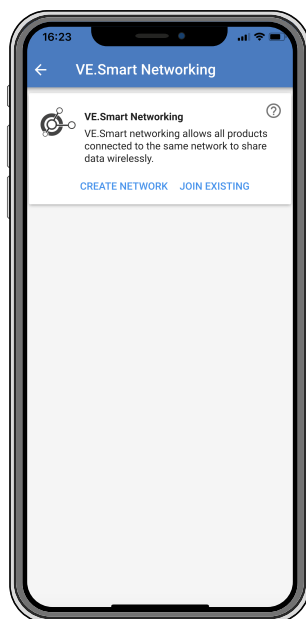 16:23
VE.Smart Networking
VE.Smart Networking
VE.Smart networking allows all products
connected to the same network to share
data wirelessly.
CREATE NETWORK JOIN EXISTING